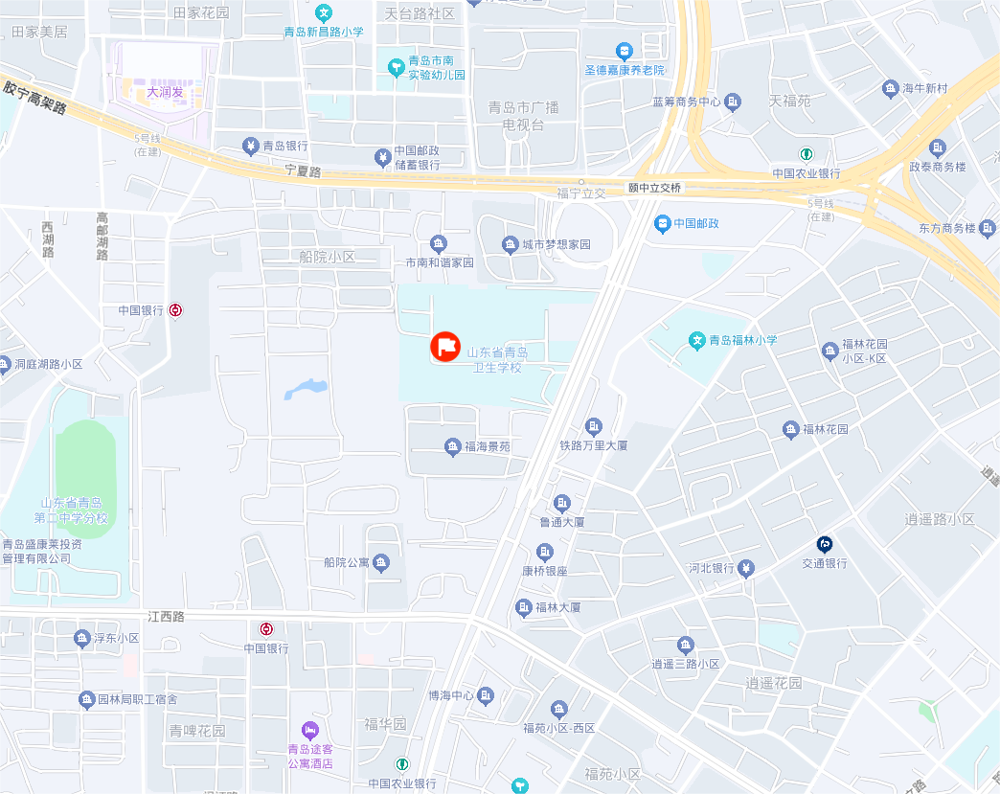 田家花园
天台路社区
田家美居
青岛新昌路小学
青岛市南
实验幼儿园
圣德嘉康养老院
大润发
胶宁高架路
海牛新村
蓝筹商务中心
天福苑
青岛市广播
电视台
5号线
(在建)
青岛银行
中国邮政
储蓄银行
宁夏路
中国农业银行
政泰商务楼
福宁立交
颐中立交桥
5号线
(在建)
西湖路
高邮湖路
中国邮政
东方商务楼
船院小区
市南和谐家园
城市梦想家园
中国银行
青岛福林小学
福林花园
小区-K区
山东省青岛
卫生学校
洞庭湖路小区
福海景苑
铁路万里大厦
福林花园
山东省青岛
第二中学分校
鲁通大厦
逍遥路小区
青岛盛康莱投资
管理有限公司
船院公寓
康桥银座
河北银行
交通银行
江西路
福林大厦
浮东小区
中国银行
逍遥三路小区
逍遥花园
园林局职工宿舍
博海中心
青啤花园
福华园
福苑小区-西区
青岛途客
公寓酒店
福苑小区
中国农业银行